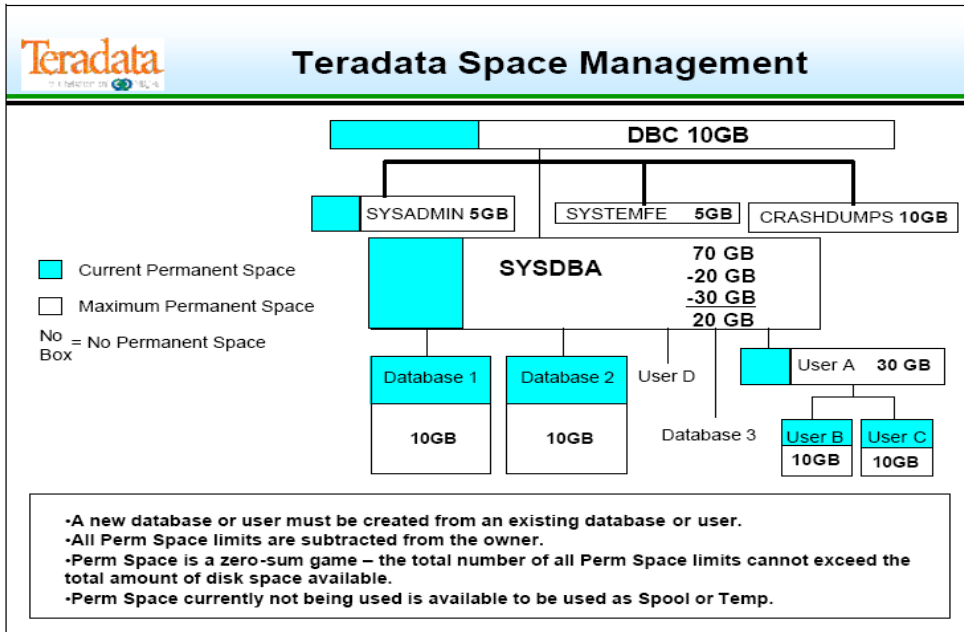 Teradata
Teradata Space Management
DBC 10GB
SYSADMIN 5GB
SYSTEMFE 5GB
CRASHDUMPS 10GB
Current Permanent Space
Maximum Permanent Space
No Box = No Permanent Space
SYSDBA
70 GB
-20 GB
-30 GB
20 GB
Database 1
10GB
Database 2
10GB
User D
Database 3
User A 30 GB
User B
10GB
User C
10GB
•A new database or user must be created from an existing database or user.
•All Perm Space limits are subtracted from the owner.
•Perm Space is a zero-sum game – the total number of all Perm Space limits cannot exceed the
total amount of disk space available.
•Perm Space currently not being used is available to be used as Spool or Temp.